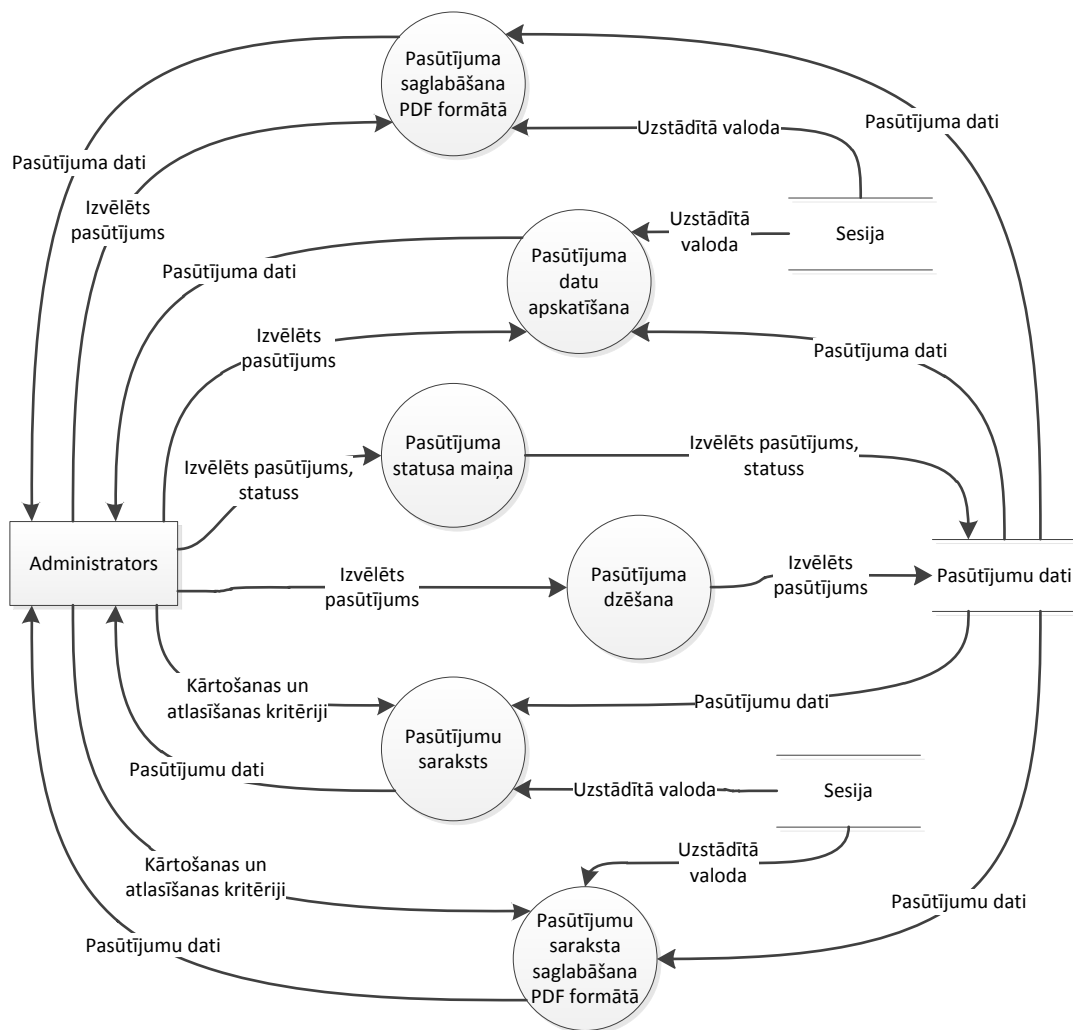 Pasūtījuma
saglabāšana
PDF formātā
Uzstādītā valoda
Pasūtījuma dati
Pasūtījuma dati
Izvēlēts
pasūtījums
Uzstādītā
valoda
Sesija
Pasūtījuma
datu
apskatīšana
Pasūtījuma dati
Izvēlēts
pasūtījums
Pasūtījuma dati
Pasūtījuma
statusa maiņa
Izvēlēts pasūtījums,
statuss
Izvēlēts pasūtījums,
statuss
Administrators
Izvēlēts
pasūtījums
Pasūtījuma
dzēšana
Izvēlēts
pasūtījums
Pasūtījumu dati
Kārtošanas un
atlasīšanas kritēriji
Pasūtījumu dati
Pasūtījumu
saraksts
Pasūtījumu dati
Uzstādītā valoda
Sesija
Uzstādītā
valoda
Kārtošanas un
atlasīšanas kritēriji
Pasūtījumu dati
Pasūtījumu dati
Pasūtījumu
saraksta
saglabāšana
PDF formātā